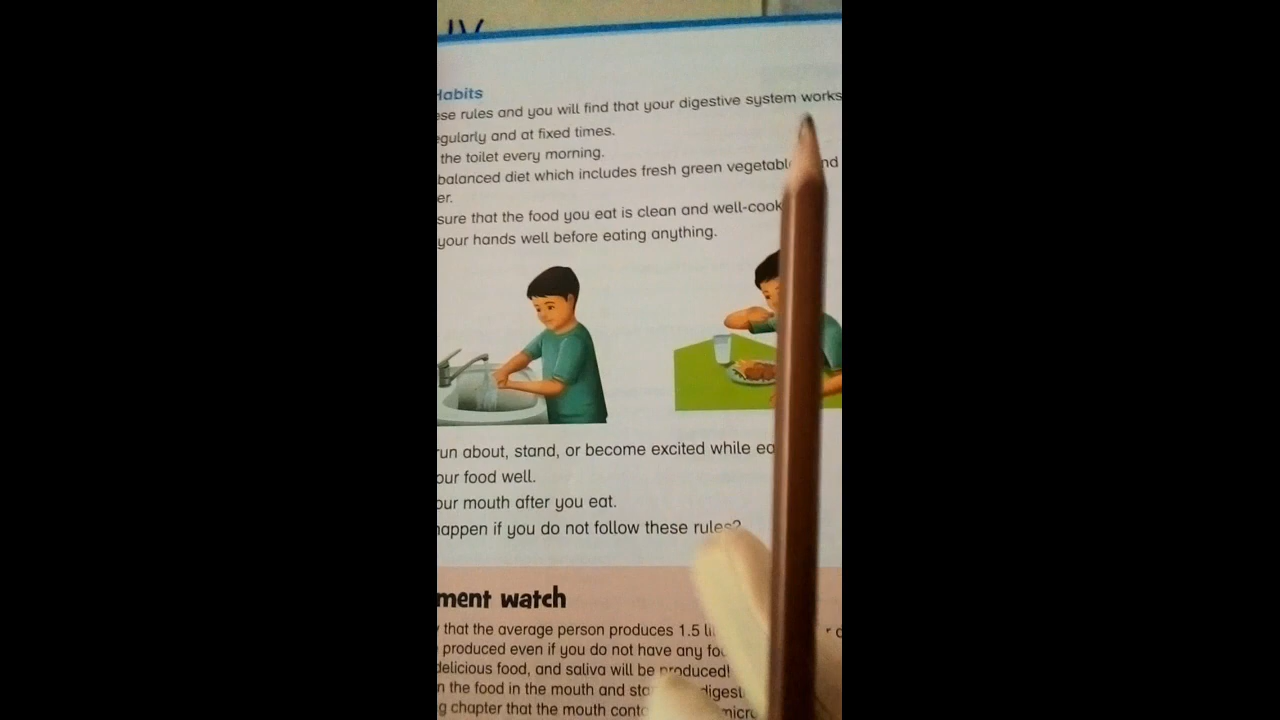 Habits
ese rules and you will find that your digestive system works
egularly and at fixed times.
the toilet every morning.
balanced diet which includes fresh green vegetabl nd
er.
sure that the food you eat is clean and well-cook
your hands well before eating anything.
run about, stand, or become excited while ea
our food well.
our mouth after you eat.
happen if you do not follow these rules?
ment watch
that the average person produces 1.5 li
produced even if you do not have any foo
delicious food, and saliva will be produced!
n the food in the mouth and sta digest
g chapter that the mouth conta micro